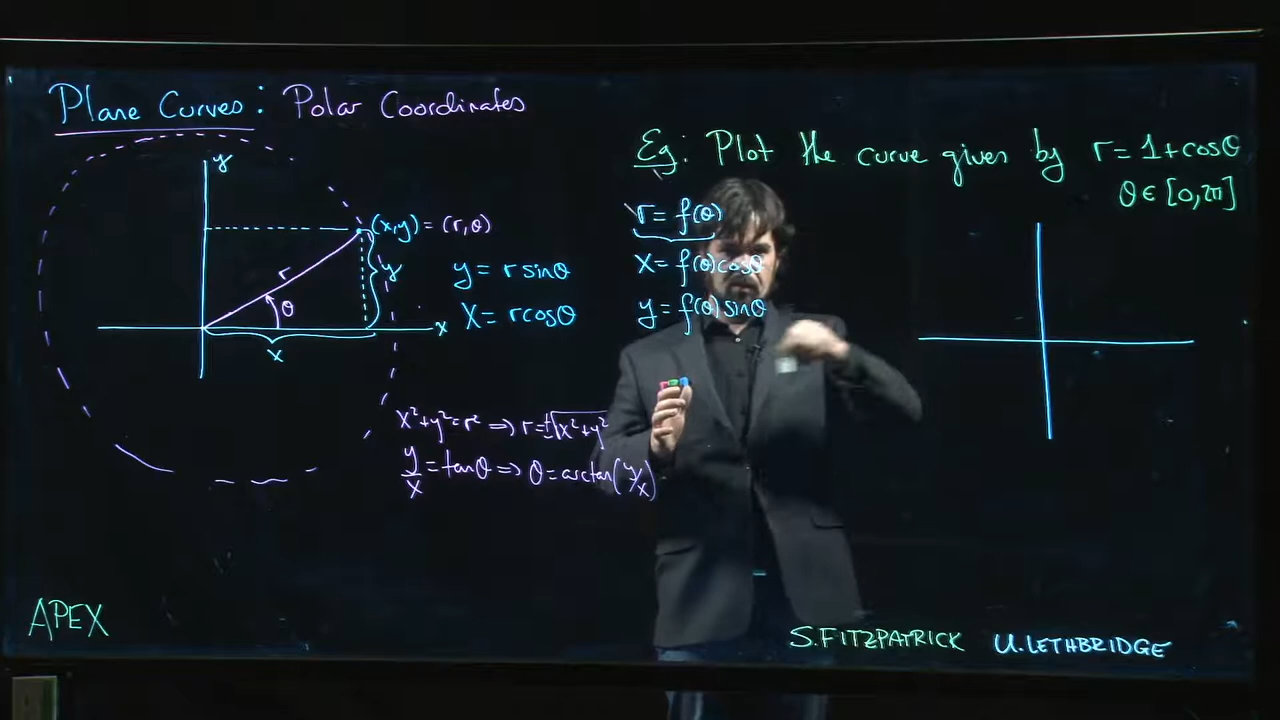 Plane Curves: Polar Coordinates
y
(x,y) = (r,θ)
r
y
θ
x
x
y = r sinθ
x = r cosθ
x²+y²=r² ⇒ r=±√x²+y²
y/x = tanθ ⇒ θ = arctan(y/x)
Eg: Plot the curve given by r = 1+cosθ
θ ∈ [0,2π]
r = f(θ)
x = f(θ)cosθ
y = f(θ)sinθ
APEX
S. FITZPATRICK U. LETHBRIDGE